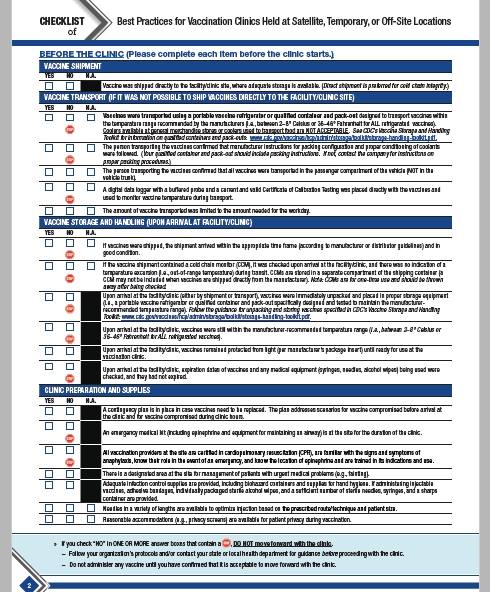 CHECKLIST
of
Best Practices for Vaccination Clinics Held at Satellite, Temporary, or Off-Site Locations
BEFORE THE CLINIC (Please complete each item before the clinic starts.)
VACCINE SHIPMENT
YES NO N.A.
Vaccine was shipped directly to the facility/clinic site, where adequate storage is available. (Direct shipment is preferred for cold chain integrity.)
VACCINE TRANSPORT (IF IT WAS NOT POSSIBLE TO SHIP VACCINES DIRECTLY TO THE FACILITY/CLINIC SITE)
YES NO N.A.
Vaccines were transported using a portable vaccine refrigerator or qualified container and pack-out designed to transport vaccines within
the temperature range recommended by the manufacturers (i.e., between 2–8° Celsius or 36–46° Fahrenheit for ALL refrigerated vaccines).
Coolers available at general merchandise stores or coolers used to transport food are NOT ACCEPTABLE. See CDC's Vaccine Storage and Handling
Toolkit for information on qualified containers and pack-outs: www.cdc.gov/vaccines/hcp/admin/storage/toolkit/storage-handling-toolkit.pdf.
The person transporting the vaccines confirmed that manufacturer instructions for packing configuration and proper conditioning of coolants
were followed. (Your qualified container and pack-out should include packing instructions. If not, contact the company for instructions on
proper packing procedures).
The person transporting the vaccines confirmed that all vaccines were transported in the passenger compartment of the vehicle (NOT in the
vehicle trunk).
A digital data logger with a buffered probe and a current and valid Certificate of Calibration Testing was placed directly with the vaccines and
used to monitor vaccine temperature during transport.
The amount of vaccine transported was limited to the amount needed for the workday.
VACCINE STORAGE AND HANDLING (UPON ARRIVAL AT FACILITY/CLINIC)
YES NO N.A.
If vaccines were shipped, the shipment arrived within the appropriate time frame (according to manufacturer or distributor guidelines) and in
good condition.
If the vaccine shipment contained a cold chain monitor (CCM), it was checked upon arrival at the facility/clinic, and there was no indication of a
temperature excursion (i.e., out-of-range temperature) during transit. CCMs are stored in a separate compartment of the shipping container (a
CCM may not be included when vaccines are shipped directly from the manufacturer). Note: CCMs are for one-time use and should be thrown
away after being checked.
Upon arrival at the facility/clinic (either by shipment or transport), vaccines were immediately unpacked and placed in proper storage equipment
(i.e., a portable vaccine refrigerator or qualified container and pack-out specifically designed and tested to maintain the manufacturer-
recommended temperature range). Follow the guidance for unpacking and storing vaccines specified in CDC's Vaccine Storage and Handling
Toolkit: www.cdc.gov/vaccines/hcp/admin/storage/toolkit/storage-handling-toolkit.pdf.
Upon arrival at the facility/clinic, vaccines were still within the manufacturer-recommended temperature range (i.e., between 2–8° Celsius or
36–46° Fahrenheit for ALL refrigerated vaccines).
Upon arrival at the facility/clinic, vaccines remained protected from light (per manufacturer's package insert) until ready for use at the
vaccination clinic.
Upon arrival at the facility/clinic, expiration dates of vaccines and any medical equipment (syringes, needles, alcohol wipes) being used were
checked, and they had not expired.
CLINIC PREPARATION AND SUPPLIES
YES NO N.A.
A contingency plan is in place in case vaccines need to be replaced. The plan addresses scenarios for vaccine compromised before arrival at
the clinic and for vaccine compromised during clinic hours.
An emergency medical kit (including epinephrine and equipment for maintaining an airway) is at the site for the duration of the clinic.
All vaccination providers at the site are certified in cardiopulmonary resuscitation (CPR), are familiar with the signs and symptoms of
anaphylaxis, know their role in the event of an emergency, and know the location of epinephrine and are trained in its indications and use.
There is a designated area at the site for management of patients with urgent medical problems (e.g., fainting).
Adequate infection control supplies are provided, including biohazard containers and supplies for hand hygiene. If administering injectable
vaccines, adhesive bandages, individually packaged sterile alcohol wipes, and a sufficient number of sterile needles, syringes, and a sharps
container are provided.
Needles in a variety of lengths are available to optimize injection based on the prescribed route/technique and patient size.
Reasonable accommodations (e.g., privacy screens) are available for patient privacy during vaccination.
» If you check "NO" in ONE OR MORE answer boxes that contain a STOP, DO NOT move forward with the clinic.
– Follow your organization's protocols and/or contact your state or local health department for guidance before proceeding with the clinic.
– Do not administer any vaccine until you have confirmed that it is acceptable to move forward with the clinic.
2